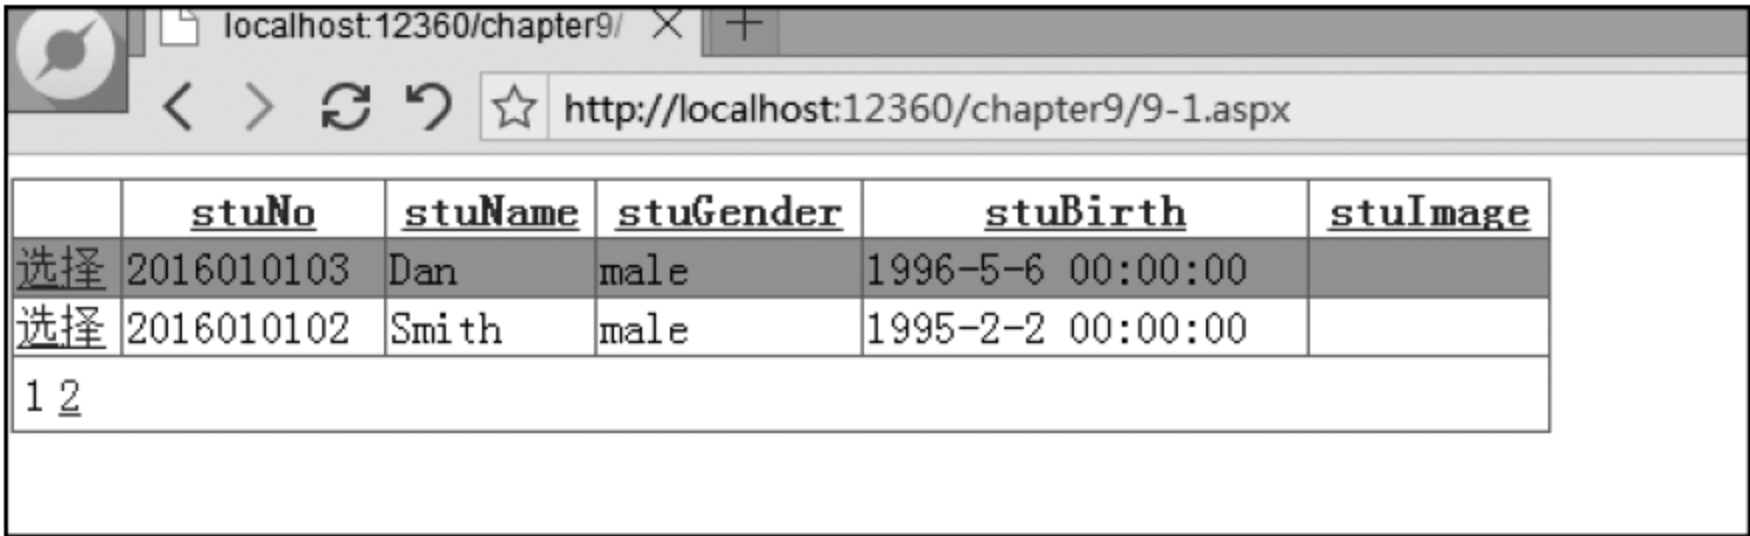 localhost:12360/chapter9/
http://localhost:12360/chapter9/9-1.aspx
stuNo stuName stuGender stuBirth stuImage
选择 2016010103 Dan male 1996-5-6 00:00:00
选择 2016010102 Smith male 1995-2-2 00:00:00
1 2